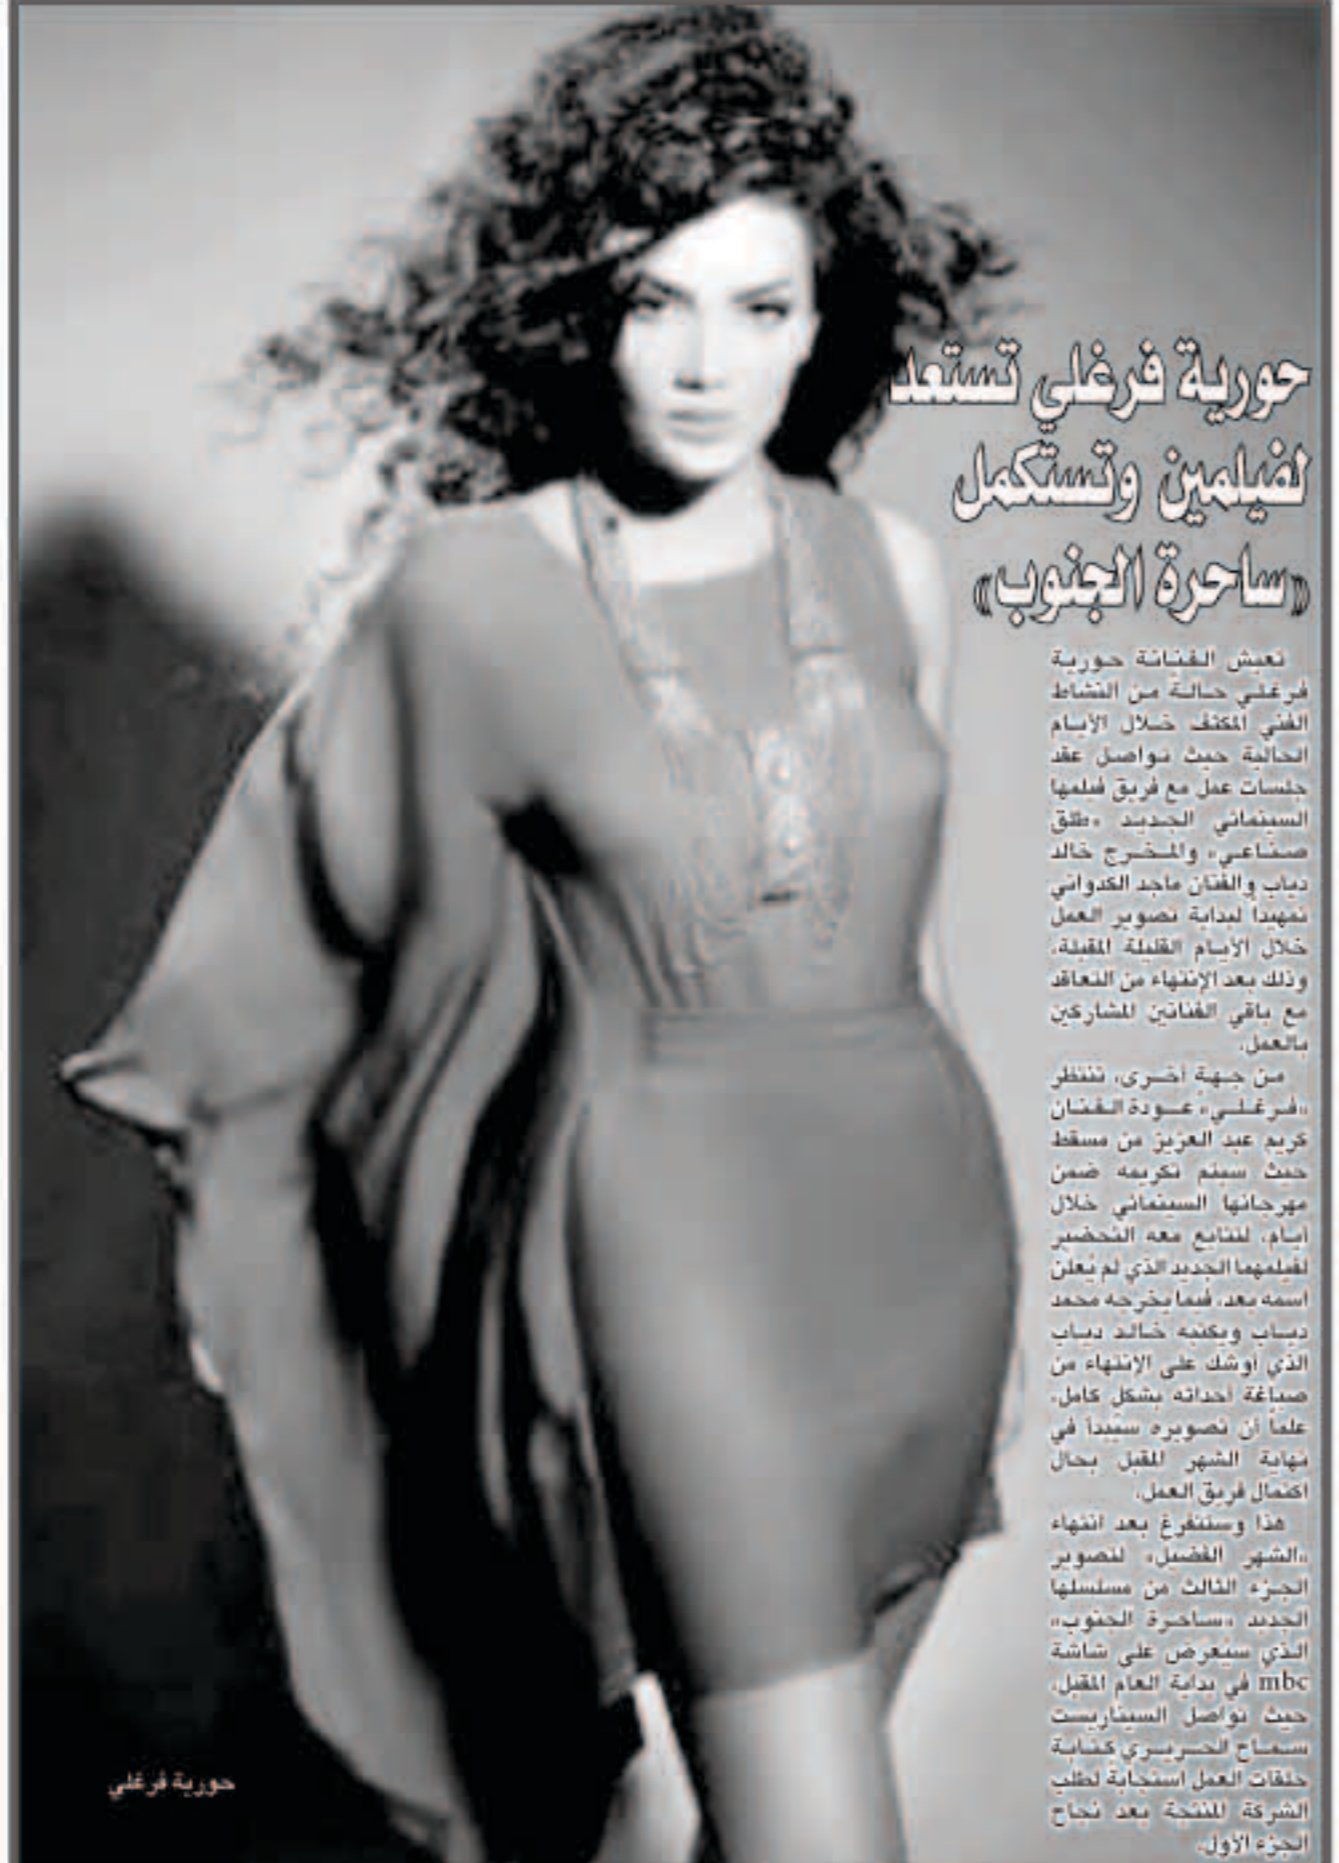 حورية فرغلي تستعد
لفيلمين وتستكمل
«ساحرة الجنوب»
تعيش الفنانة حورية
فرغلي حالة من النشاط
الفني المكثف خلال الأيام
الحالية حيث تواصل عقد
جلسات عمل مع فريق فيلمها
السينمائي الجديد «طلق
صناعي» والمخرج خالد
دياب والفنان ماجد الكدواني
تمهيداً لبداية تصوير العمل
خلال الأيام القليلة المقبلة،
وذلك بعد الإنتهاء من التعاقد
مع باقي الفنانين المشاركين
بالعمل.
من جهة أخرى، تنتظر
«فرغلي» عودة الفنان
كريم عبد العزيز من مسقط
حيث سيتم تكريمه ضمن
مهرجانها السينمائي خلال
أيام، لتتابع معه التحضير
لفيلمهما الجديد الذي لم يُعلن
اسمه بعد، فيما يخرجه محمد
دياب ويكتبه خالد دياب
الذي أوشك على الإنتهاء من
صياغة أحداثه بشكل كامل،
علماً أن تصويره سيبدأ في
نهاية الشهر المقبل بحال
اكتمال فريق العمل.
هذا وستتفرغ بعد انتهاء
«الشهر الفضيل» لتصوير
الجزء الثالث من مسلسلها
الجديد «ساحرة الجنوب»
الذي سيعرض على شاشة
mbc في بداية العام المقبل،
حيث تواصل السيناريست
سماح الحريري كتابة
حلقات العمل استجابة لطلب
الشركة المنتجة بعد نجاح
الجزء الأول.
حورية فرغلي